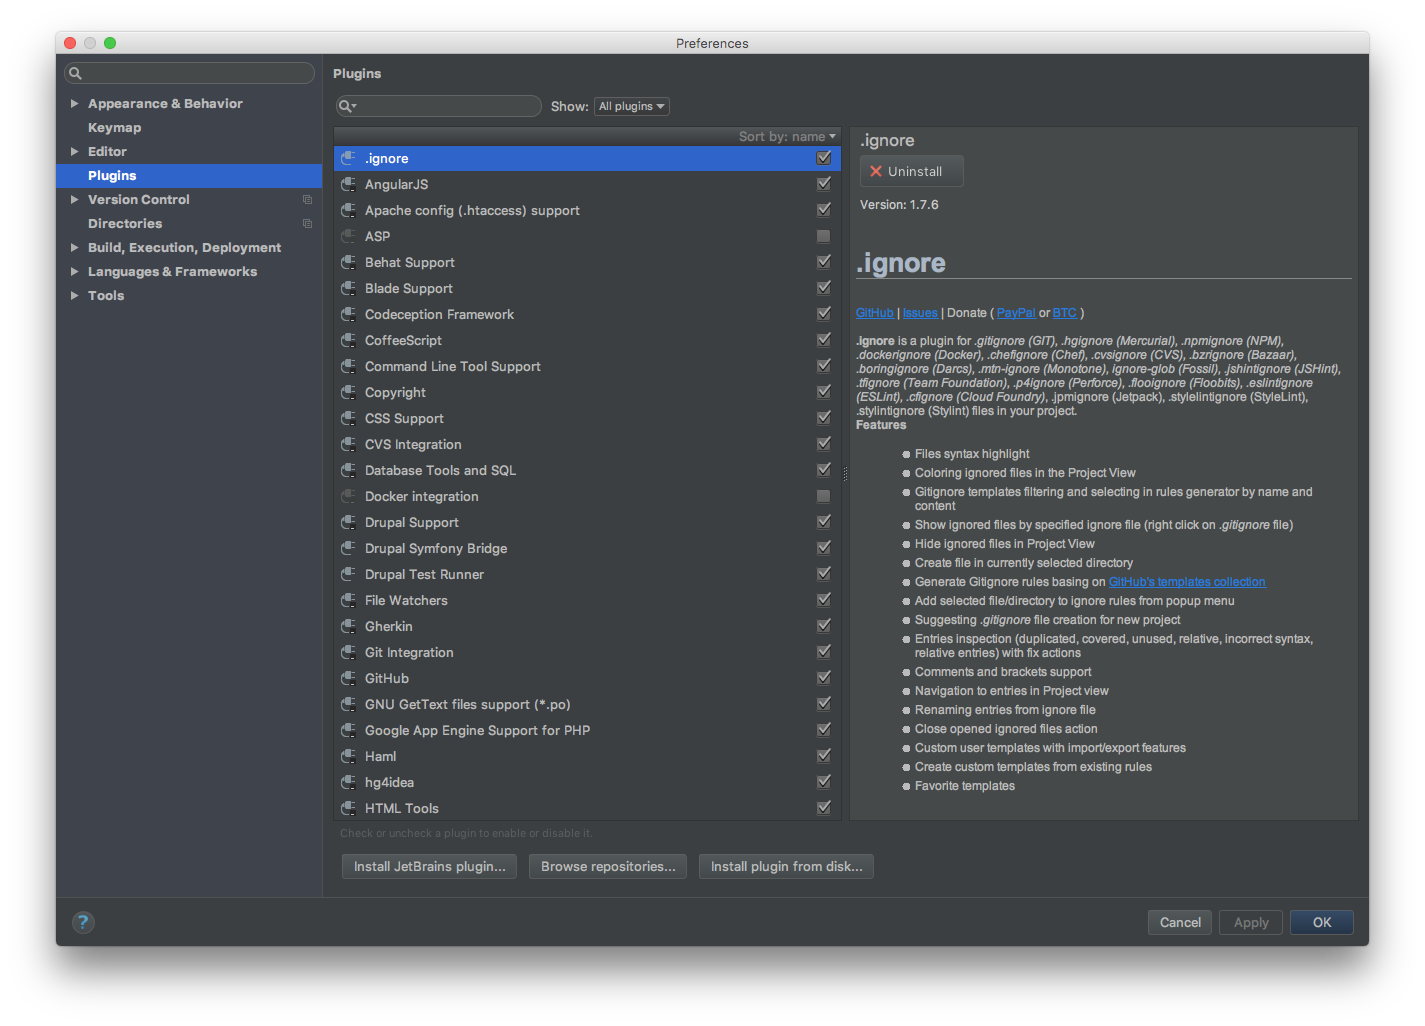 Preferences
Appearance & Behavior
Keymap
Editor
Plugins
Version Control
Directories
Build, Execution, Deployment
Languages & Frameworks
Tools
Plugins
Show: All plugins
Sort by: name
.ignore
AngularJS
Apache config (.htaccess) support
ASP
Behat Support
Blade Support
Codeception Framework
CoffeeScript
Command Line Tool Support
Copyright
CSS Support
CVS Integration
Database Tools and SQL
Docker integration
Drupal Support
Drupal Symfony Bridge
Drupal Test Runner
File Watchers
Gherkin
Git Integration
GitHub
GNU GetText files support (*.po)
Google App Engine Support for PHP
Haml
hg4idea
HTML Tools
Check or uncheck a plugin to enable or disable it.
Install JetBrains plugin...
Browse repositories...
Install plugin from disk...
.ignore
Uninstall
Version: 1.7.6
.ignore
GitHub | Issues | Donate ( PayPal or BTC )
.ignore is a plugin for .gitignore (GIT), .hgignore (Mercurial), .npmignore (NPM),
.dockerignore (Docker), .chefignore (Chef), .cvsignore (CVS), .bzrignore (Bazaar),
.boringignore (Darcs), .mtn-ignore (Monotone), ignore-glob (Fossil), .jshintignore (JSHint),
.tfignore (Team Foundation), .p4ignore (Perforce), .flooignore (Floobits), .eslintignore
(ESLint), .cfignore (Cloud Foundry), .jpmignore (Jetpack), .stylelintignore (StyleLint),
.stylintignore (Stylint) files in your project.
Features
Files syntax highlight
Coloring ignored files in the Project View
Gitignore templates filtering and selecting in rules generator by name and
content
Show ignored files by specified ignore file (right click on .gitignore file)
Hide ignored files in Project View
Create file in currently selected directory
Generate Gitignore rules basing on GitHub's templates collection
Add selected file/directory to ignore rules from popup menu
Suggesting .gitignore file creation for new project
Entries inspection (duplicated, covered, unused, relative, incorrect syntax,
relative entries) with fix actions
Comments and brackets support
Navigation to entries in Project view
Renaming entries from ignore file
Close opened ignored files action
Custom user templates with import/export features
Create custom templates from existing rules
Favorite templates
?
Cancel
Apply
OK